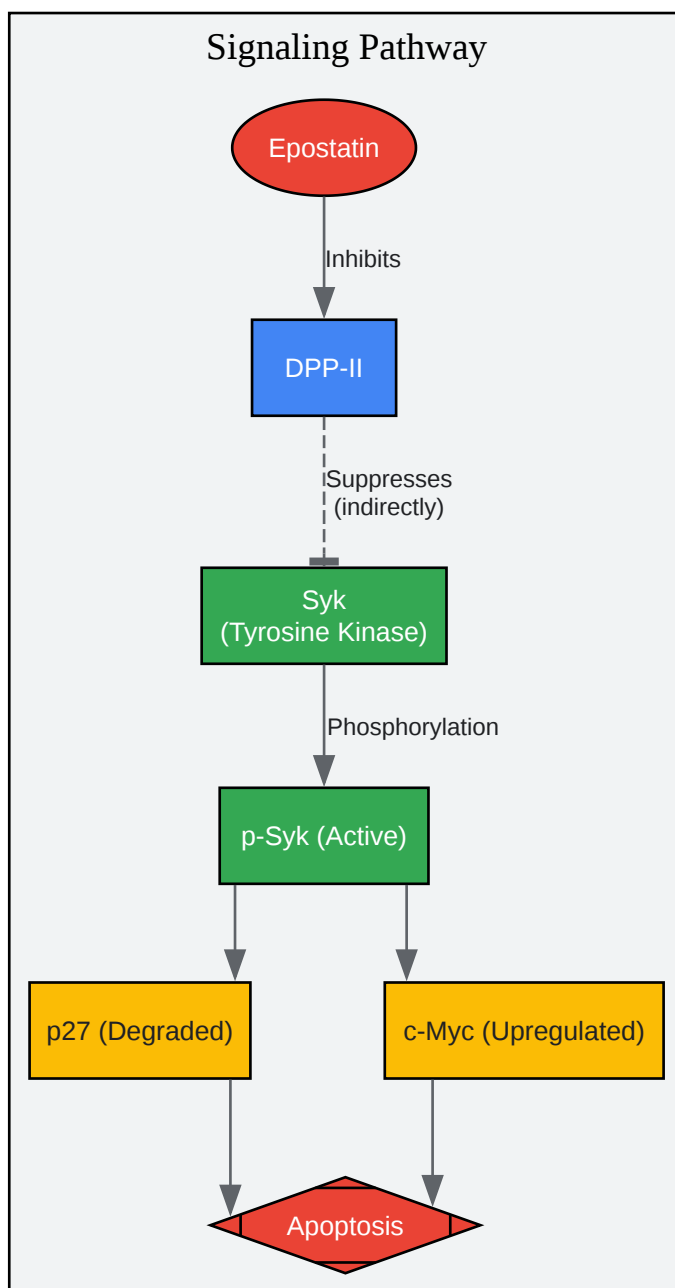 Signaling Pathway
Epostatin
Inhibits
DPP-II
Suppresses
(indirectly)
Syk
(Tyrosine Kinase)
Phosphorylation
p-Syk (Active)
p27 (Degraded)
c-Myc (Upregulated)
Apoptosis